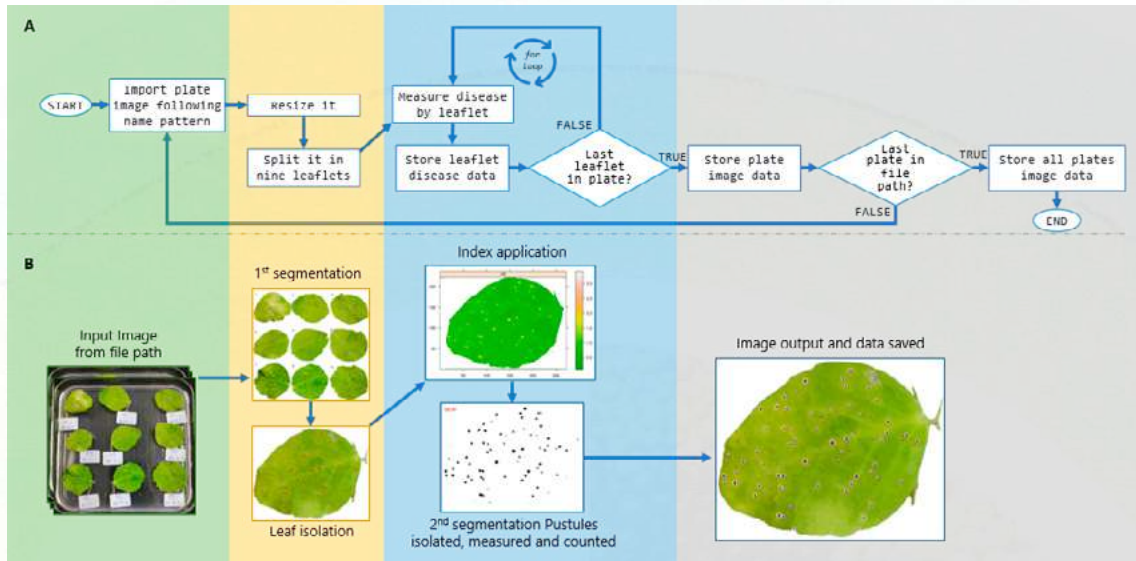 A
START
Import plate
image following
name pattern
Resize it
Split it in
nine leaflets
for
Loop
Measure disease
by leaflet
Store leaflet
disease data
FALSE
Last
leaflet
in plate?
TRUE
Store plate
image data
Last
plate in
file
path?
TRUE
FALSE
Store all plates
image data
END
B
Input Image
from file path
1st segmentation
Leaf isolation
Index application
2nd segmentation Pustules
isolated, measured and counted
Image output and data saved